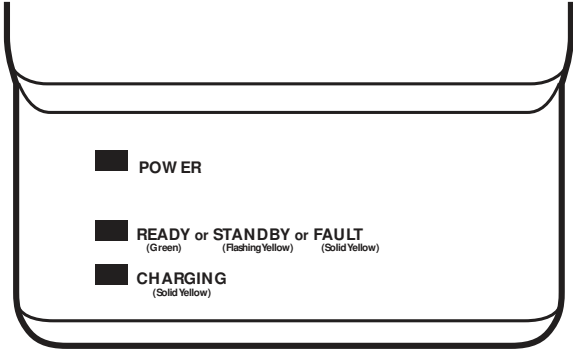 POWER
READY or STANDBY or FAULT
(Green) (Flashing Yellow) (Solid Yellow)
CHARGING
(Solid Yellow)